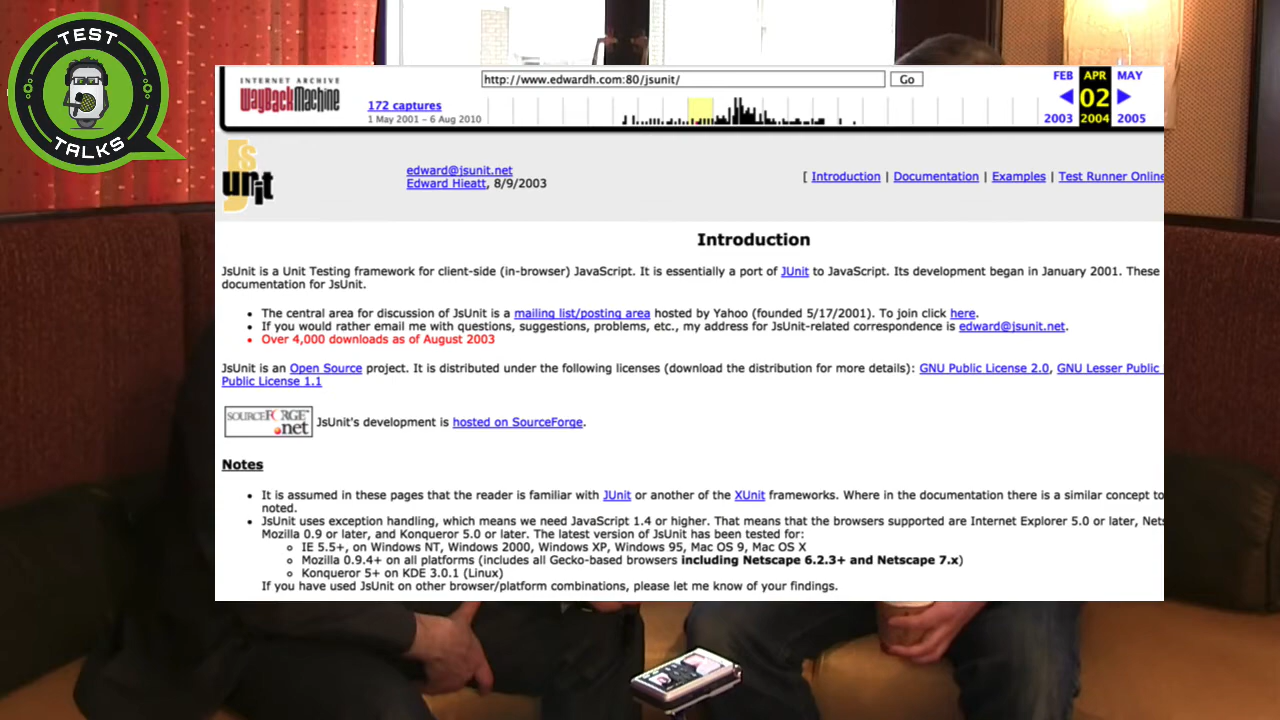 TEST
TALKS
INTERNET ARCHIVE
WayBackMachine
http://www.edwardh.com:80/jsunit/
Go
FEB APR MAY
172 captures
02
1 May 2001 – 6 Aug 2010
2003 2004 2005
Js
unit
edward@jsunit.net
Edward Hieatt, 8/9/2003
[ Introduction | Documentation | Examples | Test Runner Online
Introduction
JsUnit is a Unit Testing framework for client-side (in-browser) JavaScript. It is essentially a port of JUnit to JavaScript. Its development began in January 2001. These
documentation for JsUnit.
• The central area for discussion of JsUnit is a mailing list/posting area hosted by Yahoo (founded 5/17/2001). To join click here.
• If you would rather email me with questions, suggestions, problems, etc., my address for JsUnit-related correspondence is edward@jsunit.net.
• Over 4,000 downloads as of August 2003
JsUnit is an Open Source project. It is distributed under the following licenses (download the distribution for more details): GNU Public License 2.0, GNU Lesser Public
Public License 1.1
SOURCEFORGE
.net
JsUnit's development is hosted on SourceForge.
Notes
• It is assumed in these pages that the reader is familiar with JUnit or another of the XUnit frameworks. Where in the documentation there is a similar concept to
noted.
• JsUnit uses exception handling, which means we need JavaScript 1.4 or higher. That means that the browsers supported are Internet Explorer 5.0 or later, Nets
Mozilla 0.9 or later, and Konqueror 5.0 or later. The latest version of JsUnit has been tested for:
○ IE 5.5+, on Windows NT, Windows 2000, Windows XP, Windows 95, Mac OS 9, Mac OS X
○ Mozilla 0.9.4+ on all platforms (includes all Gecko-based browsers including Netscape 6.2.3+ and Netscape 7.x)
○ Konqueror 5+ on KDE 3.0.1 (Linux)
If you have used JsUnit on other browser/platform combinations, please let me know of your findings.